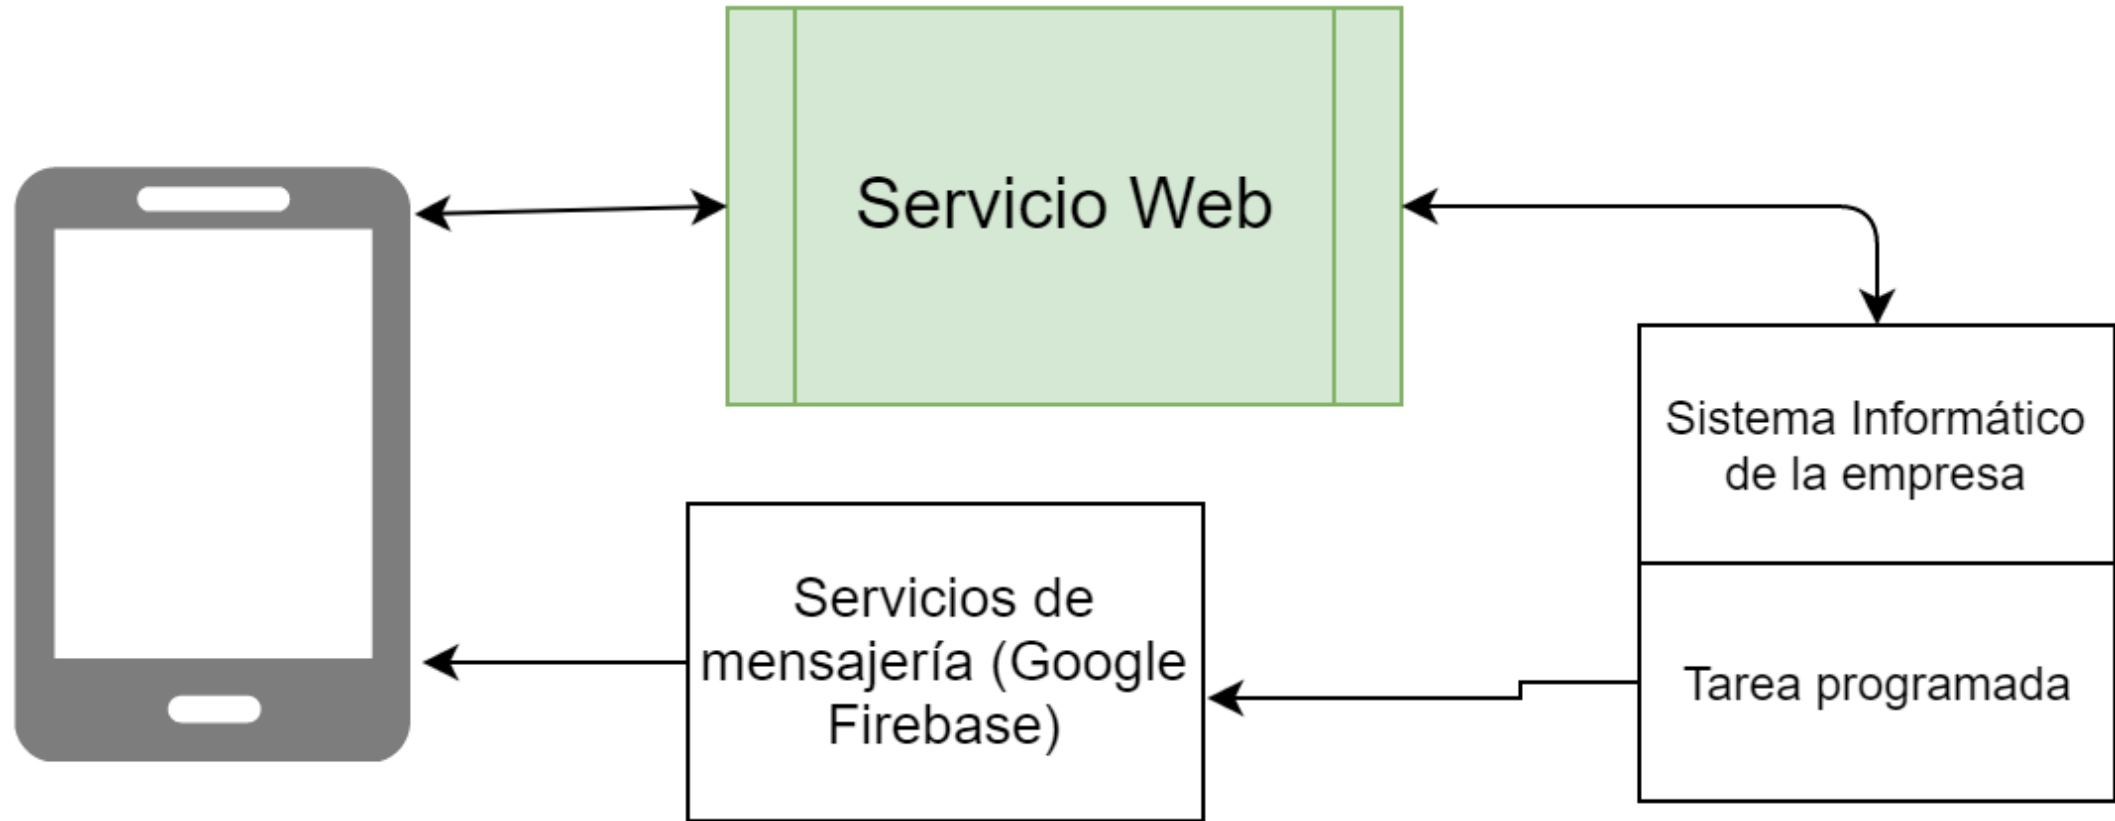 Servicio Web
Sistema Informático
de la empresa
Servicios de
mensajería (Google
Firebase)
Tarea programada